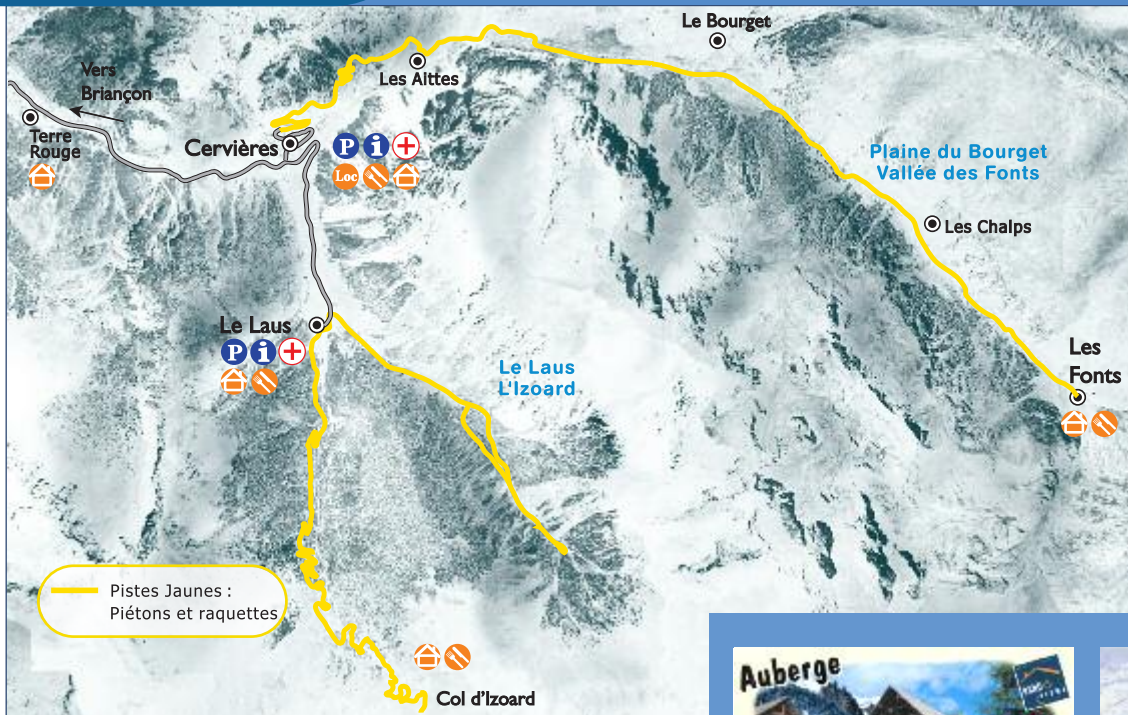 Le Bourget
Les Aittes
Vers
Briançon
Terre
Rouge
Cervières
P i
Loc
Plaine du Bourget
Vallée des Fonts
Les Chalps
Le Laus
P i
Le Laus
L'Izoard
Les
Fonts
Pistes Jaunes :
Piétons et raquettes
Col d'Izoard
Auberge